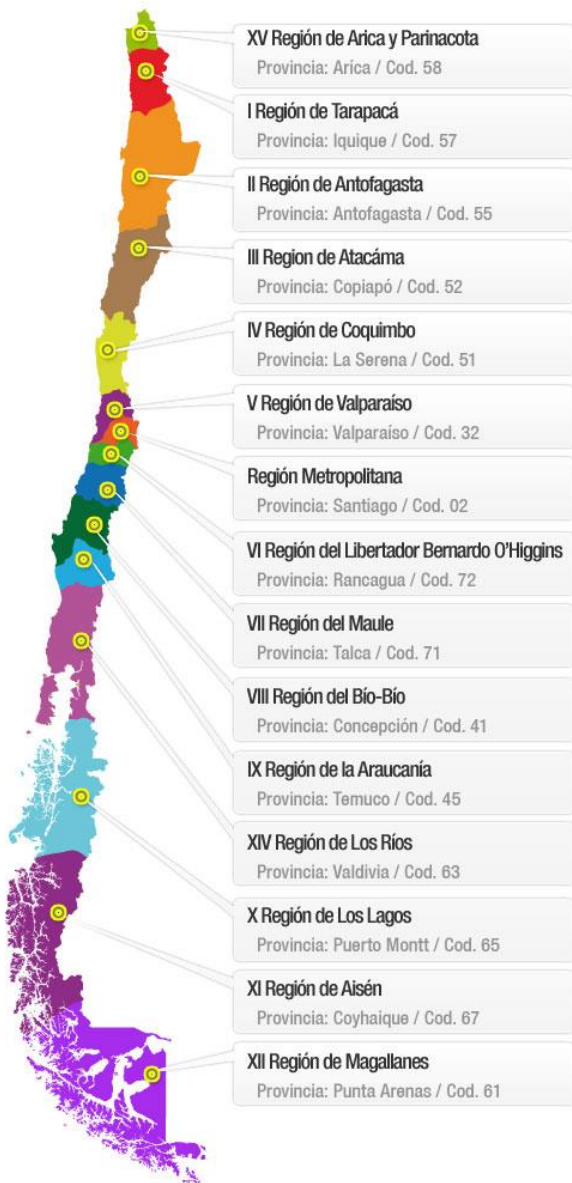 XV Región de Arica y Parinacota
Provincia: Arica / Cod. 58
I Región de Tarapacá
Provincia: Iquique / Cod. 57
II Región de Antofagasta
Provincia: Antofagasta / Cod. 55
III Region de Atacáma
Provincia: Copiapó / Cod. 52
IV Región de Coquimbo
Provincia: La Serena / Cod. 51
V Región de Valparaíso
Provincia: Valparaíso / Cod. 32
Región Metropolitana
Provincia: Santiago / Cod. 02
VI Región del Libertador Bernardo O'Higgins
Provincia: Rancagua / Cod. 72
VII Región del Maule
Provincia: Talca / Cod. 71
VIII Región del Bío-Bío
Provincia: Concepción / Cod. 41
IX Región de la Araucanía
Provincia: Temuco / Cod. 45
XIV Región de Los Ríos
Provincia: Valdivia / Cod. 63
X Región de Los Lagos
Provincia: Puerto Montt / Cod. 65
XI Región de Aisén
Provincia: Coyhaique / Cod. 67
XII Región de Magallanes
Provincia: Punta Arenas / Cod. 61